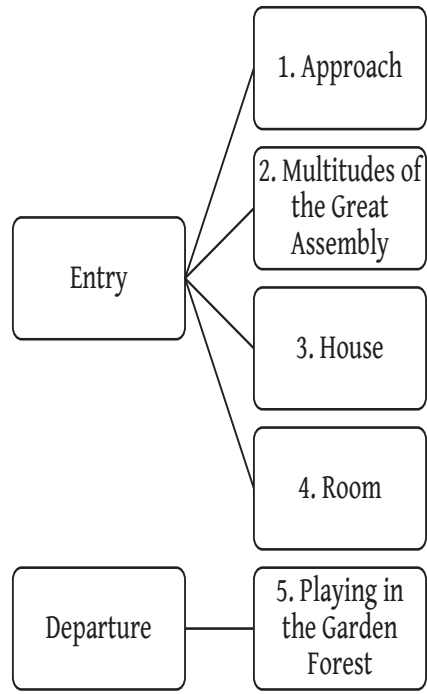 Entry
1. Approach
2. Multitudes of
the Great
Assembly
3. House
4. Room
Departure
5. Playing in
the Garden
Forest